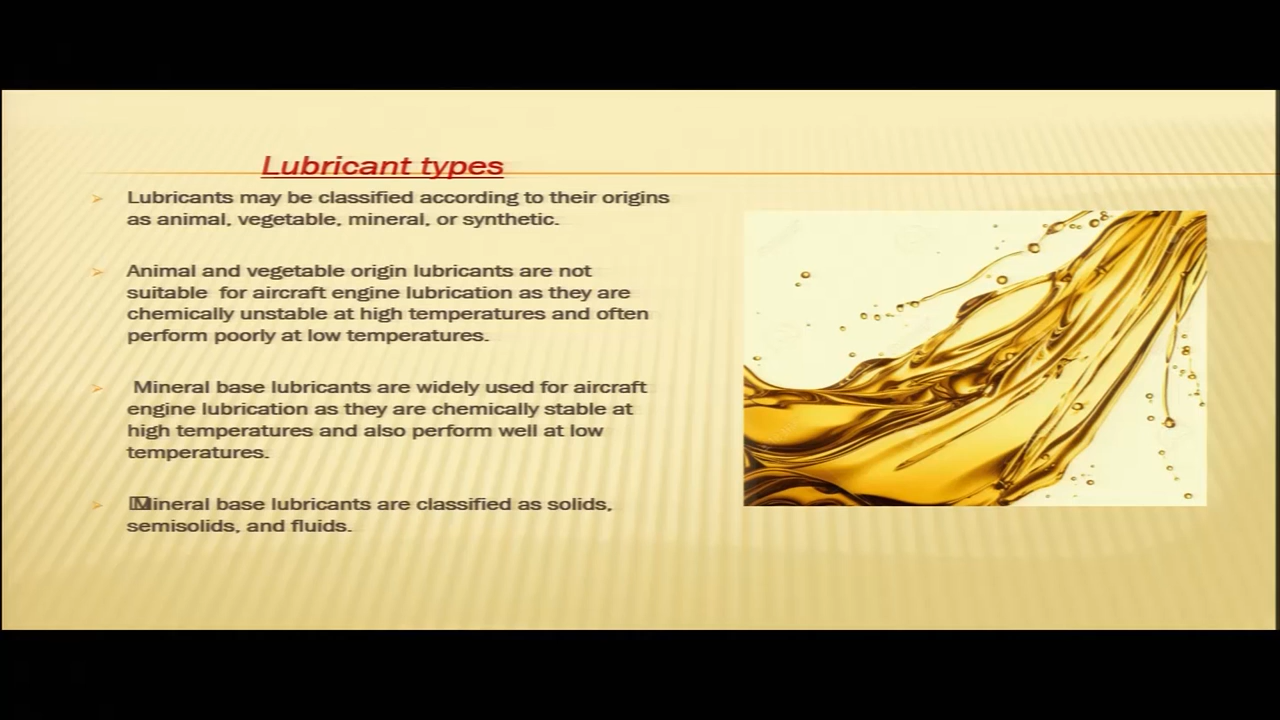 Lubricant types
Lubricants may be classified according to their origins
as animal, vegetable, mineral, or synthetic.
Animal and vegetable origin lubricants are not
suitable for aircraft engine lubrication as they are
chemically unstable at high temperatures and often
perform poorly at low temperatures.
Mineral base lubricants are widely used for aircraft
engine lubrication as they are chemically stable at
high temperatures and also perform well at low
temperatures.
Mineral base lubricants are classified as solids,
semisolids, and fluids.